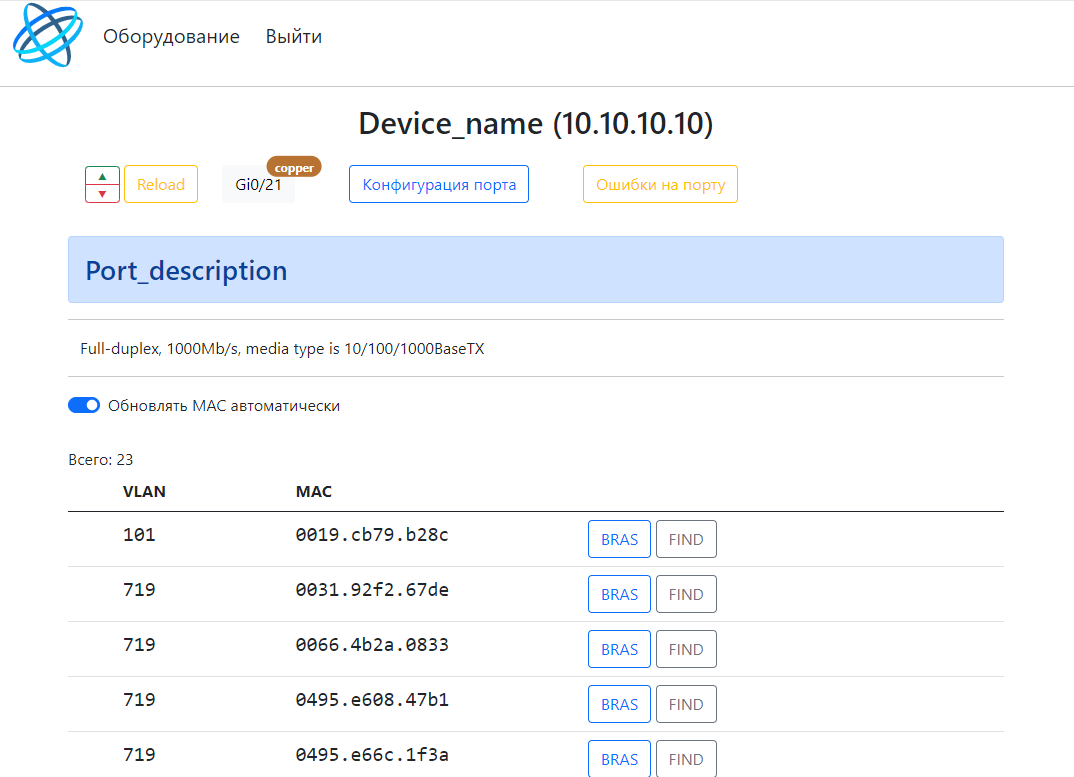 Оборудование Выйти
Device_name (10.10.10.10)
▲
▼
Reload
Gi0/21
copper
Конфигурация порта
Ошибки на порту
Port_description
Full-duplex, 1000Mb/s, media type is 10/100/1000BaseTX
Обновлять MAC автоматически
Всего: 23
VLAN MAC
101 0019.cb79.b28c BRAS FIND
719 0031.92f2.67de BRAS FIND
719 0066.4b2a.0833 BRAS FIND
719 0495.e608.47b1 BRAS FIND
719 0495.e66c.1f3a BRAS FIND